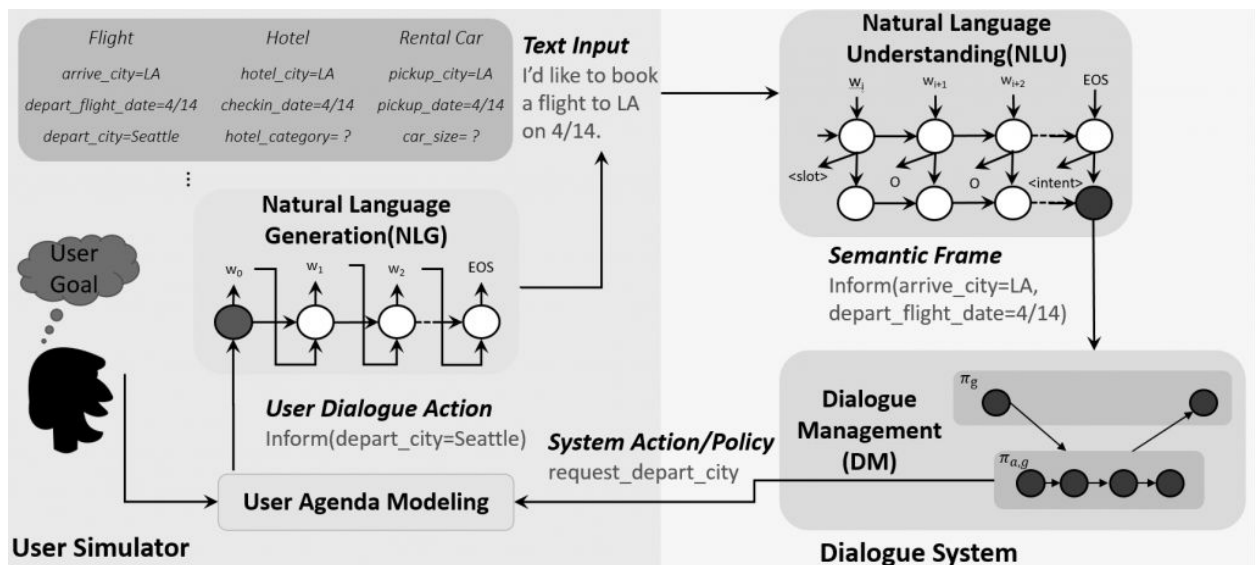 Flight Hotel Rental Car
arrive_city=LA hotel_city=LA pickup_city=LA
depart_flight_date=4/14 checkin_date=4/14 pickup_date=4/14
depart_city=Seattle hotel_category= ? car_size= ?
...
Text Input
I'd like to book
a flight to LA
on 4/14.
Natural Language
Understanding(NLU)
wi wi+1 wi+2 EOS
<slot> O O <intent>
Natural Language
Generation(NLG)
w0 w1 w2 EOS
User
Goal
Semantic Frame
Inform(arrive_city=LA,
depart_flight_date=4/14)
User Dialogue Action
Inform(depart_city=Seattle)
System Action/Policy
request_depart_city
Dialogue
Management
(DM)
πg
πa,g
User Agenda Modeling
User Simulator
Dialogue System